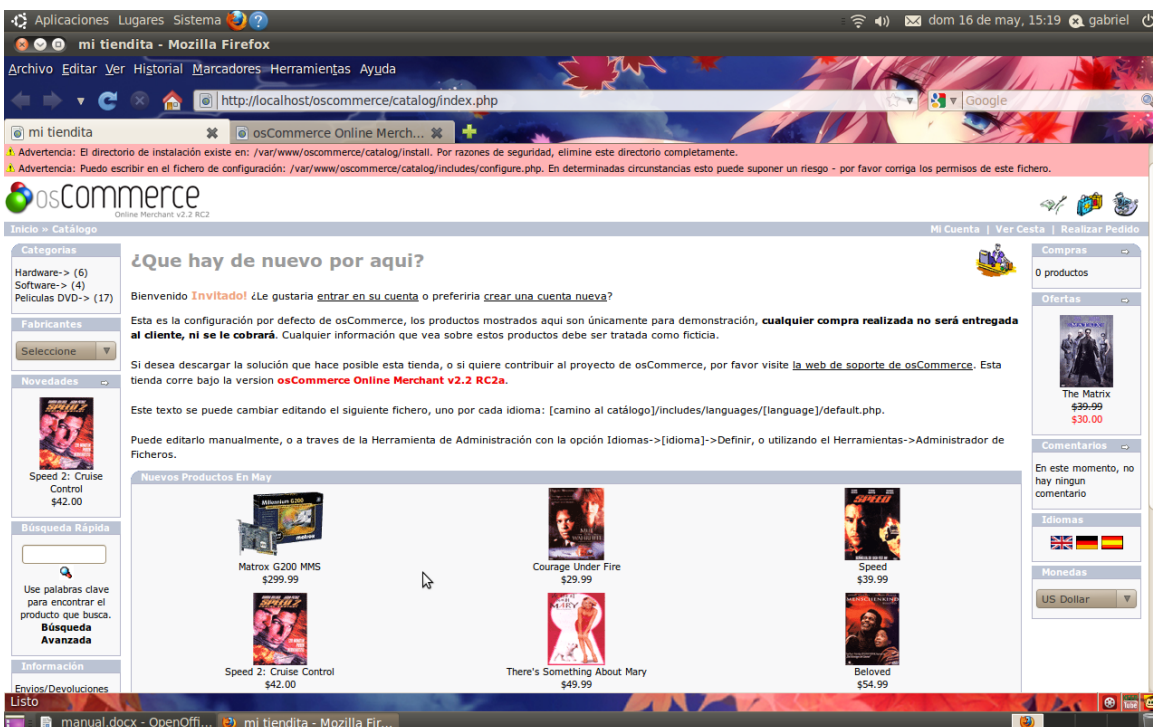 Aplicaciones Lugares Sistema
dom 16 de may, 15:19 gabriel
mi tiendita - Mozilla Firefox
Archivo Editar Ver Historial Marcadores Herramientas Ayuda
http://localhost/oscommerce/catalog/index.php
Google
mi tiendita
osCommerce Online Merch...
Advertencia: El directorio de instalación existe en: /var/www/oscommerce/catalog/install. Por razones de seguridad, elimine este directorio completamente.
Advertencia: Puedo escribir en el fichero de configuración: /var/www/oscommerce/catalog/includes/configure.php. En determinadas circunstancias esto puede suponer un riesgo - por favor corriga los permisos de este fichero.
osCommerce
Online Merchant v2.2 RC2
Inicio » Catálogo
Mi Cuenta | Ver Cesta | Realizar Pedido
Categorias
Hardware-> (6)
Software-> (4)
Peliculas DVD-> (17)
Fabricantes
Seleccione
Novedades
SPEED 2
Speed 2: Cruise
Control
$42.00
Búsqueda Rápida
Use palabras clave
para encontrar el
producto que busca.
Búsqueda
Avanzada
Información
Envios/Devoluciones
¿Que hay de nuevo por aqui?
Bienvenido Invitado! ¿Le gustaria entrar en su cuenta o preferiria crear una cuenta nueva?
Esta es la configuración por defecto de osCommerce, los productos mostrados aqui son únicamente para demonstración, cualquier compra realizada no será entregada
al cliente, ni se le cobrará. Cualquier información que vea sobre estos productos debe ser tratada como ficticia.
Si desea descargar la solución que hace posible esta tienda, o si quiere contribuir al proyecto de osCommerce, por favor visite la web de soporte de osCommerce. Esta
tienda corre bajo la version osCommerce Online Merchant v2.2 RC2a.
Este texto se puede cambiar editando el siguiente fichero, uno por cada idioma: [camino al catálogo]/includes/languages/[language]/default.php.
Puede editarlo manualmente, o a traves de la Herramienta de Administración con la opción Idiomas->[idioma]->Definir, o utilizando el Herramientas->Administrador de
Ficheros.
Nuevos Productos En May
Millennium G200
matrox
Matrox G200 MMS
$299.99
Courage Under Fire
$29.99
SPEED
Speed
$39.99
SPEED 2
Speed 2: Cruise Control
$42.00
MARY
There's Something About Mary
$49.99
MENSCHENKIND
Beloved
$54.99
Compras
0 productos
Ofertas
The Matrix
$39.99
$30.00
Comentarios
En este momento, no
hay ningun
comentario
Idiomas
Monedas
US Dollar
Listo
manual.docx - OpenOffi...
mi tiendita - Mozilla Fir...